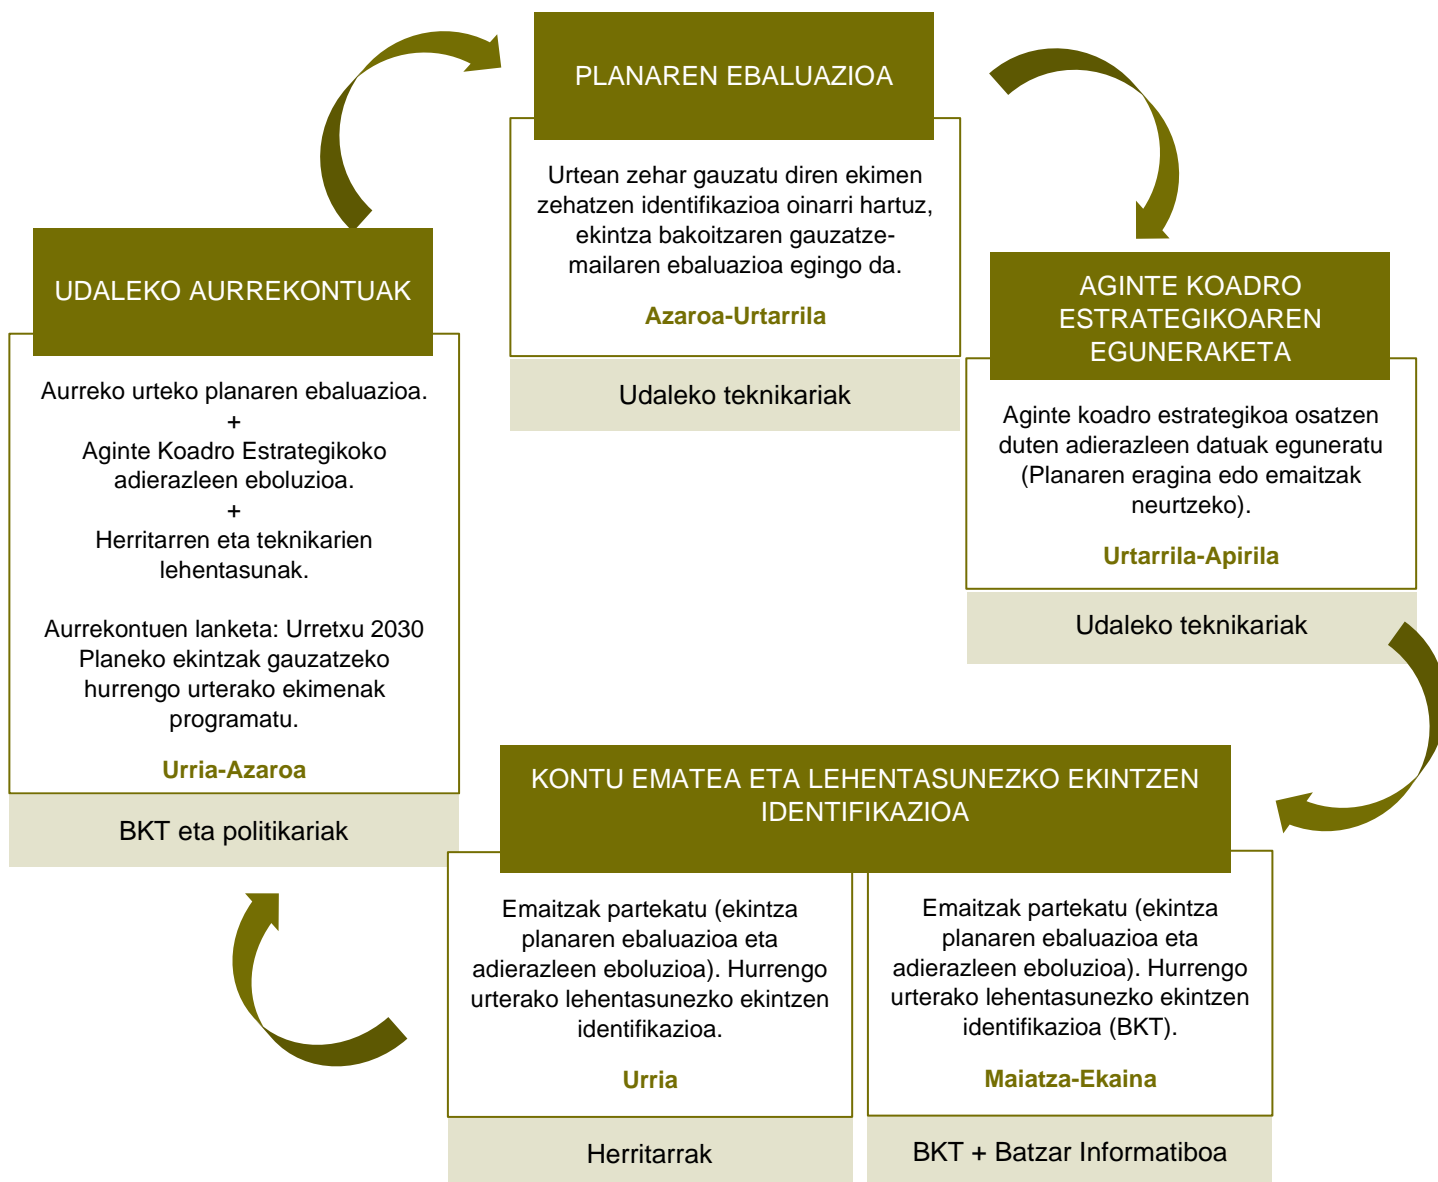 PLANAREN EBALUAZIOA
Urtean zehar gauzatu diren ekimen
zehatzen identifikazioa oinarri hartuz,
ekintza bakoitzaren gauzatze-
mailaren ebaluazioa egingo da.
Azaroa-Urtarrila
Udaleko teknikariak
AGINTE KOADRO
ESTRATEGIKOAREN
EGUNERAKETA
Aginte koadro estrategikoa osatzen
duten adierazleen datuak eguneratu
(Planaren eragina edo emaitzak
neurtzeko).
Urtarrila-Apirila
Udaleko teknikariak
KONTU EMATEA ETA LEHENTASUNEZKO EKINTZEN
IDENTIFIKAZIOA
Emaitzak partekatu (ekintza
planaren ebaluazioa eta
adierazleen eboluzioa). Hurrengo
urterako lehentasunezko ekintzen
identifikazioa (BKT).
Maiatza-Ekaina
BKT + Batzar Informatiboa
Emaitzak partekatu (ekintza
planaren ebaluazioa eta
adierazleen eboluzioa). Hurrengo
urterako lehentasunezko ekintzen
identifikazioa.
Urria
Herritarrak
UDALEKO AURREKONTUAK
Aurreko urteko planaren ebaluazioa.
+
Aginte Koadro Estrategikoko
adierazleen eboluzioa.
+
Herritarren eta teknikarien
lehentasunak.
Aurrekontuen lanketa: Urretxu 2030
Planeko ekintzak gauzatzeko
hurrengo urterako ekimenak
programatu.
Urria-Azaroa
BKT eta politikariak